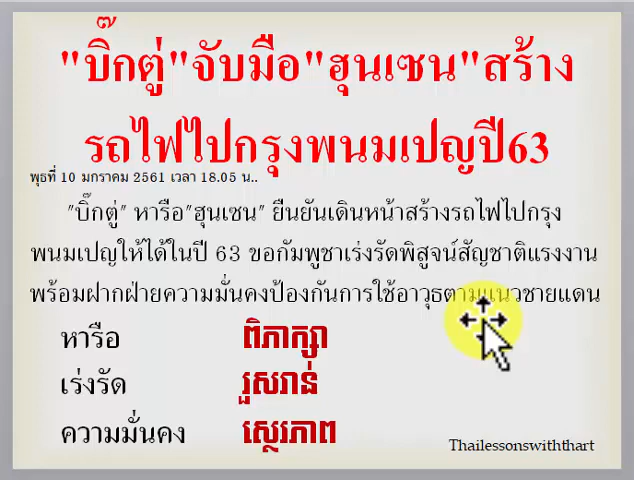 "บิ๊กตู่"จับมือ"ฮุนเซน"สร้าง
รถไฟไปกรุงพนมเปญปี63
พุธที่ 10 มกราคม 2561 เวลา 18.05 น..
"บิ๊กตู่" หารือ"ฮุนเซน" ยืนยันเดินหน้าสร้างรถไฟไปกรุง
พนมเปญให้ได้ในปี 63 ขอกัมพูชาเร่งรัดพิสูจน์สัญชาติแรงงาน
พร้อมฝากฝ่ายความมั่นคงป้องกันการใช้อาวุธตามแนวชายแดน
หารือ ពិភាក្សា
เร่งรัด រួសរាន់
ความมั่นคง ស្ថេរភាព
Thailessonswiththart